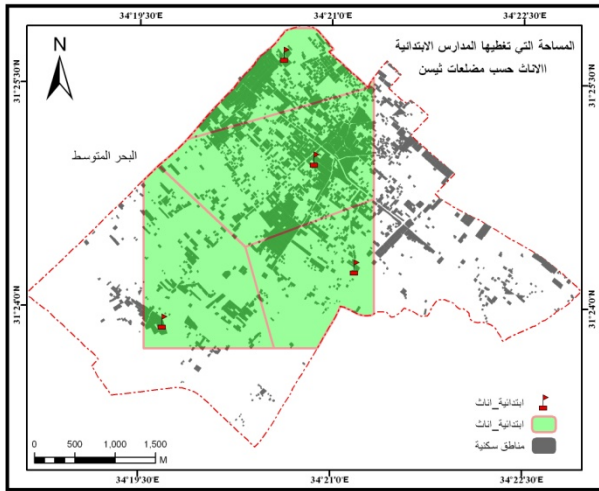 34°19'30"E
34°21'0"E
34°22'30"E
المساحة التي تغطيها المدارس الابتدائية
االاناث حسب مضلعات ثيسن
N
31°25'30"N
31°25'30"N
البحر المتوسط
31°24'0"N
31°24'0"N
ابتدائية_اناث
ابتدائية_اناث
مناطق سكنية
0 500 1,000 1,500
M
34°19'30"E
34°21'0"E
34°22'30"E